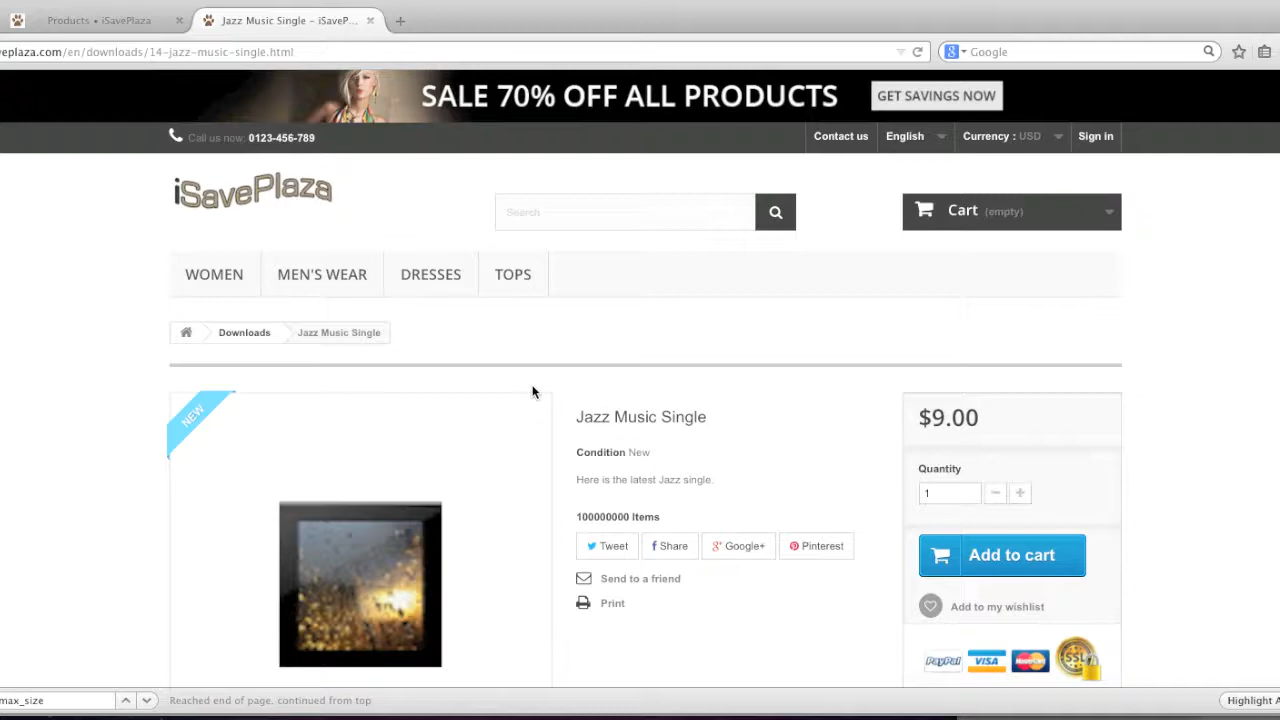 Products • iSavePlaza
Jazz Music Single - iSaveP...
veplaza.com/en/downloads/14-jazz-music-single.html
Google
SALE 70% OFF ALL PRODUCTS
GET SAVINGS NOW
Call us now: 0123-456-789
Contact us
English
Currency : USD
Sign in
iSavePlaza
Search
Cart (empty)
WOMEN
MEN'S WEAR
DRESSES
TOPS
Downloads
Jazz Music Single
NEW
Jazz Music Single
Condition New
Here is the latest Jazz single.
100000000 Items
Tweet
Share
Google+
Pinterest
Send to a friend
Print
$9.00
Quantity
1
Add to cart
Add to my wishlist
PayPal
VISA
MasterCard
SSL
max_size
Reached end of page, continued from top
Highlight A